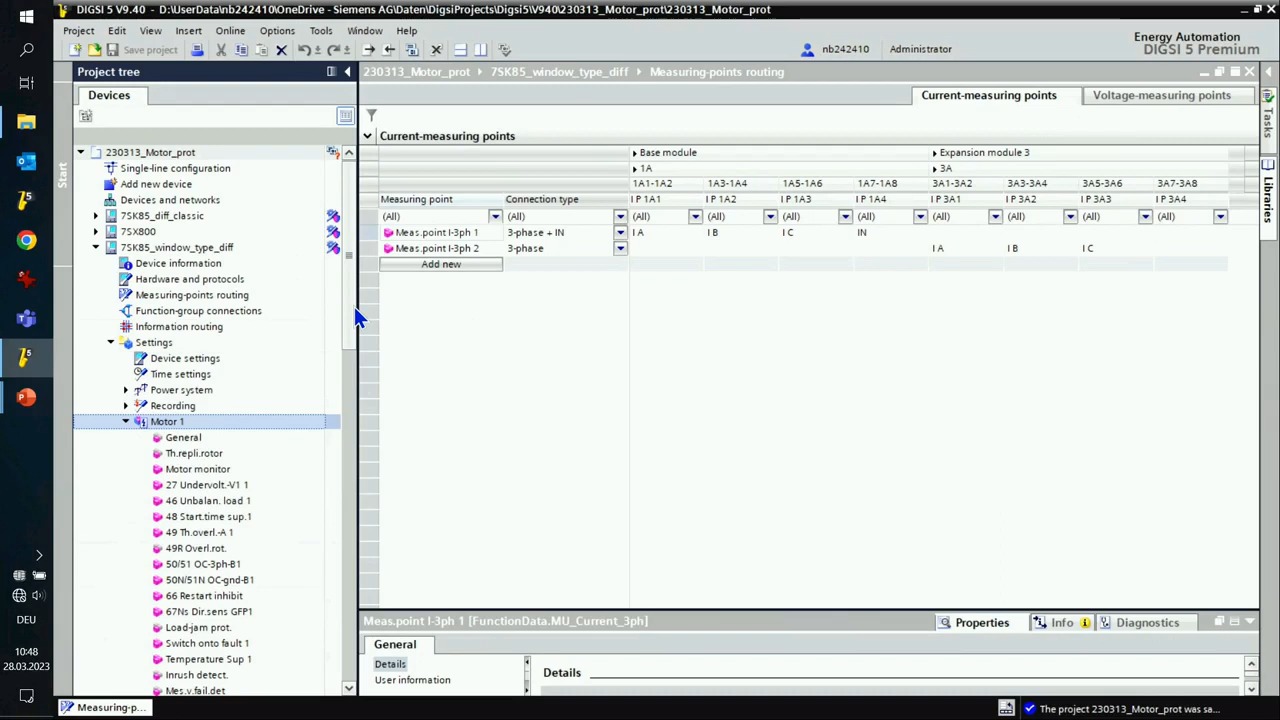 DIGSI 5 V9.40 - D:\UserData\nb242410\OneDrive - Siemens AG\Daten\DigsiProjects\Digsi5\V940\230313_Motor_prot\230313_Motor_prot
Project Edit View Insert Online Options Tools Window Help
Energy Automation
DIGSI 5 Premium
Save project
nb242410 Administrator
Project tree
230313_Motor_prot 7SK85_window_type_diff Measuring-points routing
Devices
Current-measuring points Voltage-measuring points
Start
Tasks
Libraries
230313_Motor_prot
Single-line configuration
Add new device
Devices and networks
7SK85_diff_classic
7SX800
7SK85_window_type_diff
Device information
Hardware and protocols
Measuring-points routing
Function-group connections
Information routing
Settings
Device settings
Time settings
Power system
Recording
Motor 1
General
Th.repli.rotor
Motor monitor
27 Undervolt.-V1 1
46 Unbalan. load 1
48 Start.time sup.1
49 Th.overl.-A 1
49R Overl.rot.
50/51 OC-3ph-B1
50N/51N OC-gnd-B1
66 Restart inhibit
67Ns Dir.sens GFP1
Load-jam prot.
Switch onto fault 1
Temperature Sup 1
Inrush detect.
Mes.v.fail.det
Current-measuring points
Base module Expansion module 3
1A 3A
1A1-1A2 1A3-1A4 1A5-1A6 1A7-1A8 3A1-3A2 3A3-3A4 3A5-3A6 3A7-3A8
Measuring point Connection type I P 1A1 I P 1A2 I P 1A3 I P 1A4 I P 3A1 I P 3A2 I P 3A3 I P 3A4
(All) (All) (All) (All) (All) (All) (All) (All) (All) (All)
Meas.point I-3ph 1 3-phase + IN I A I B I C IN
Meas.point I-3ph 2 3-phase I A I B I C
Add new
Meas.point I-3ph 1 [FunctionData.MU_Current_3ph]
Properties Info Diagnostics
General
Details
User information
Details
DEU
10:48
28.03.2023
Measuring-p...
The project 230313_Motor_prot was sa...